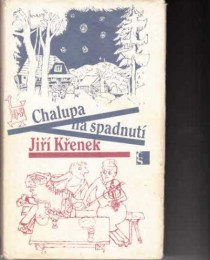 Chalupa
na spadnutí
Jiří Křenek